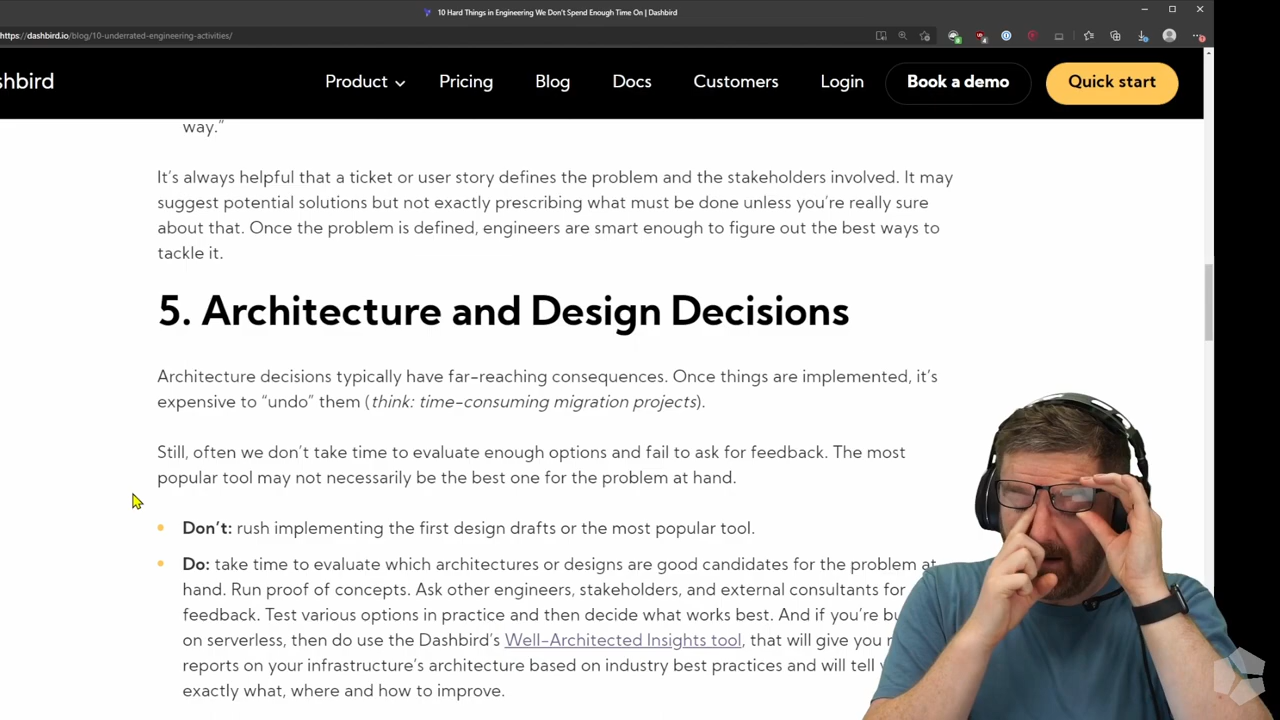 10 Hard Things in Engineering We Don't Spend Enough Time On | Dashbird
https://dashbird.io/blog/10-underrated-engineering-activities/
shbird Product Pricing Blog Docs Customers Login Book a demo Quick start
way.”
It’s always helpful that a ticket or user story defines the problem and the stakeholders involved. It may
suggest potential solutions but not exactly prescribing what must be done unless you’re really sure
about that. Once the problem is defined, engineers are smart enough to figure out the best ways to
tackle it.
5. Architecture and Design Decisions
Architecture decisions typically have far-reaching consequences. Once things are implemented, it’s
expensive to “undo” them (think: time-consuming migration projects).
Still, often we don’t take time to evaluate enough options and fail to ask for feedback. The most
popular tool may not necessarily be the best one for the problem at hand.
Don’t: rush implementing the first design drafts or the most popular tool.
Do: take time to evaluate which architectures or designs are good candidates for the problem at
hand. Run proof of concepts. Ask other engineers, stakeholders, and external consultants for
feedback. Test various options in practice and then decide what works best. And if you’re bu
on serverless, then do use the Dashbird’s Well-Architected Insights tool, that will give you
reports on your infrastructure’s architecture based on industry best practices and will tell
exactly what, where and how to improve.